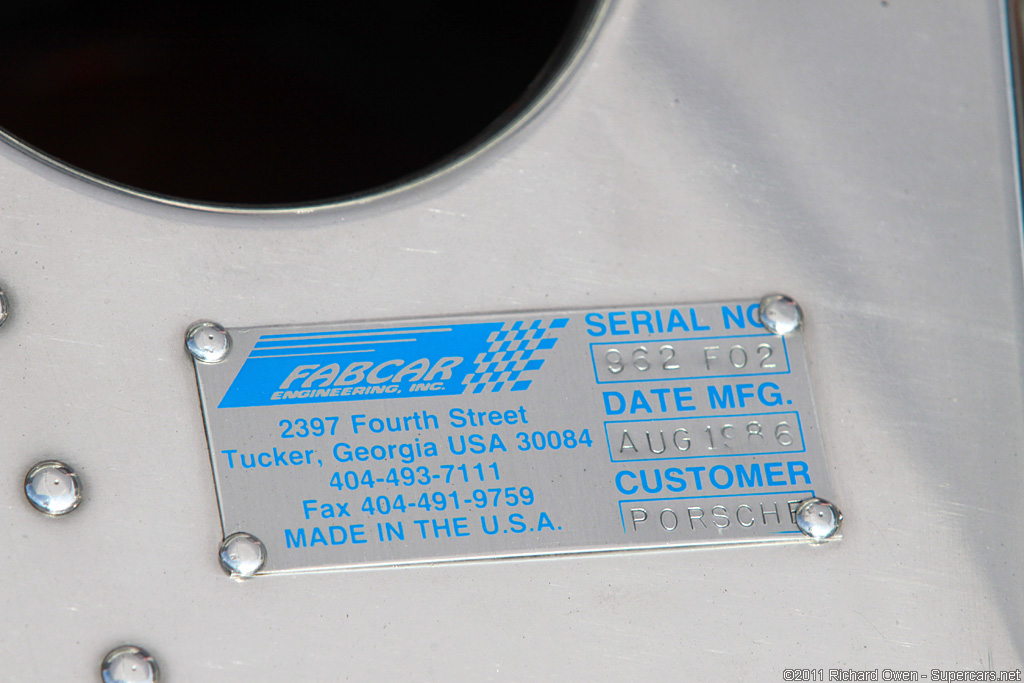 FABCAR
ENGINEERING, INC.
2397 Fourth Street
Tucker, Georgia USA 30084
404-493-7111
Fax 404-491-9759
MADE IN THE U.S.A.
SERIAL NO
962 F02
DATE MFG.
AUG 1986
CUSTOMER
PORSCHE
©2011 Richard Owen - Supercars.net